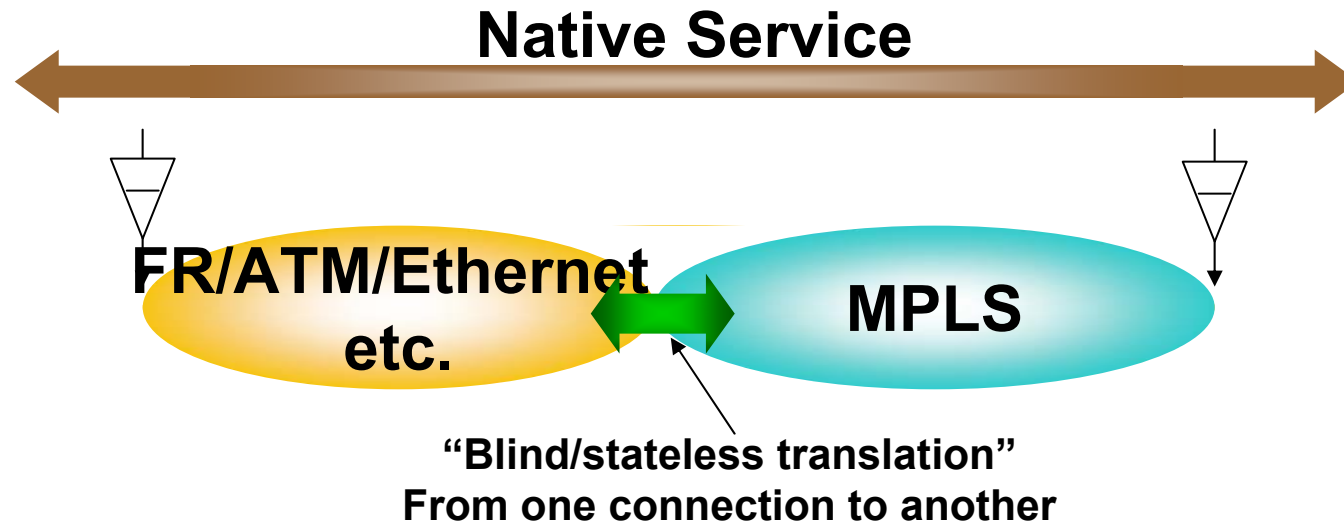 Native Service
FR/ATM/Ethernet
etc.
MPLS
“Blind/stateless translation”
From one connection to another